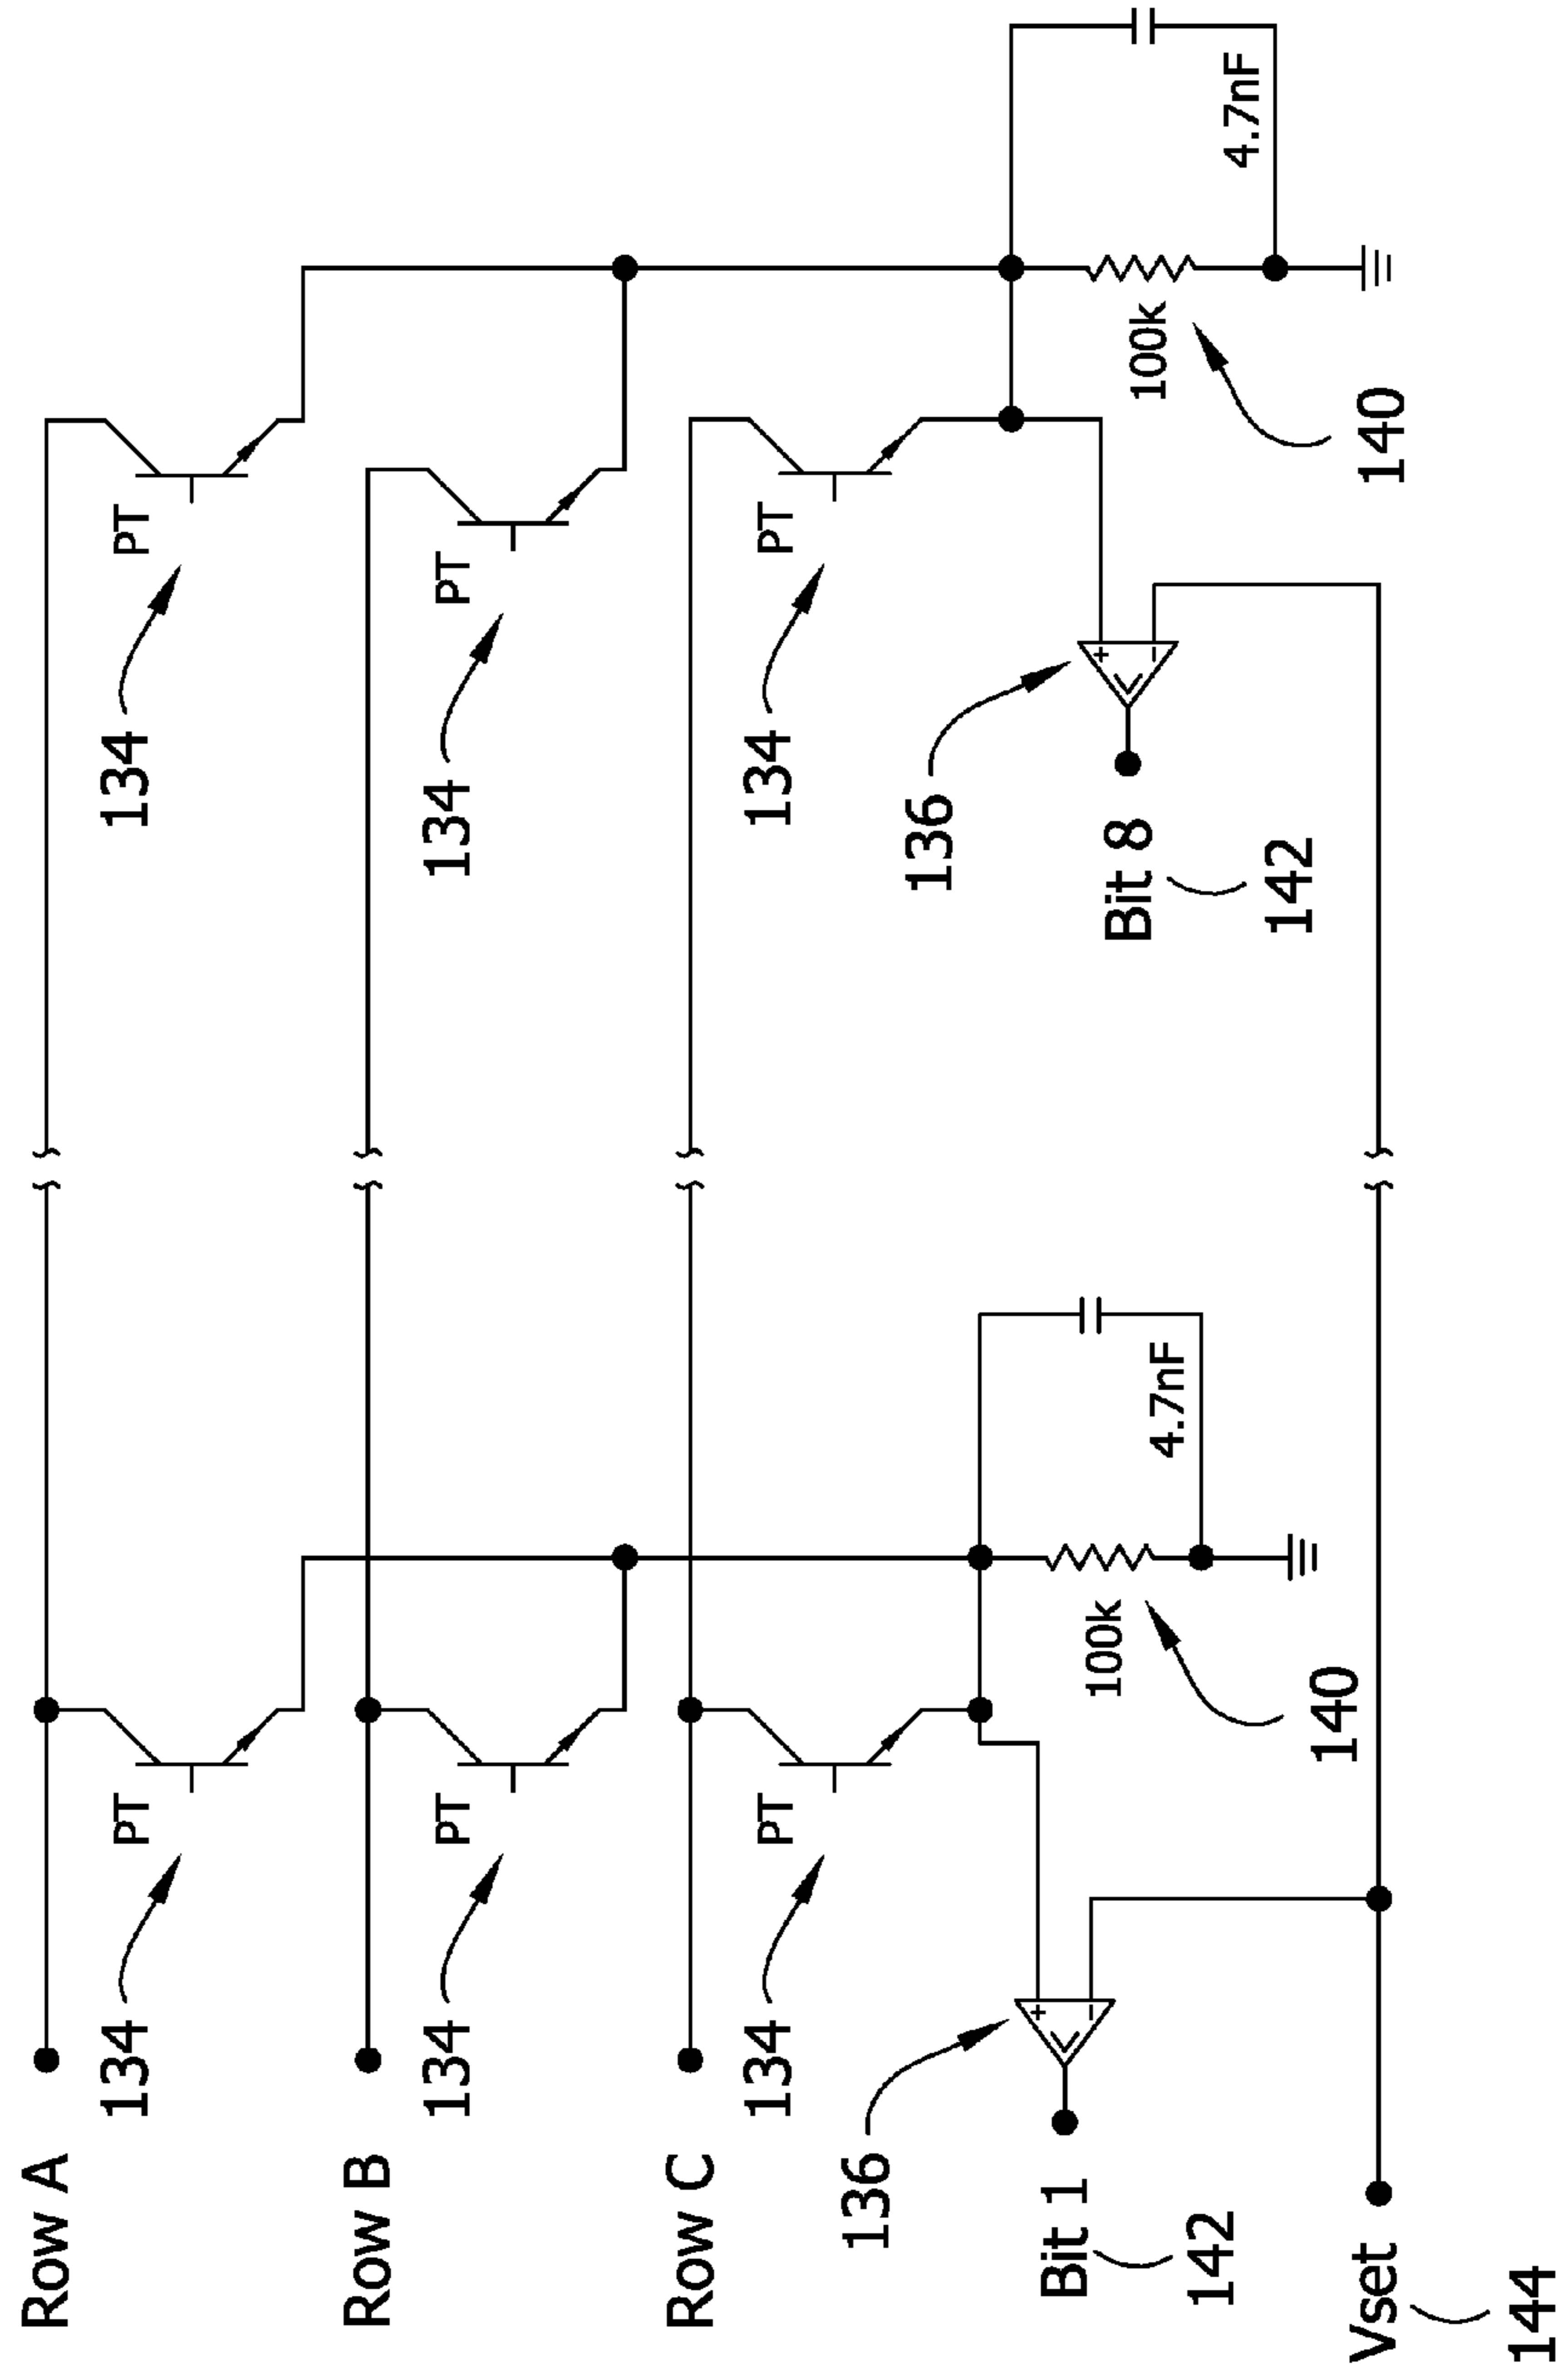 Row A
134
PT
134
PT
Row B
134
PT
134
PT
Row C
134
PT
134
PT
136
136
Bit 1
142
100k
4.7nF
140
Bit 8
142
100k
4.7nF
140
Vset
144
+
−
+
−